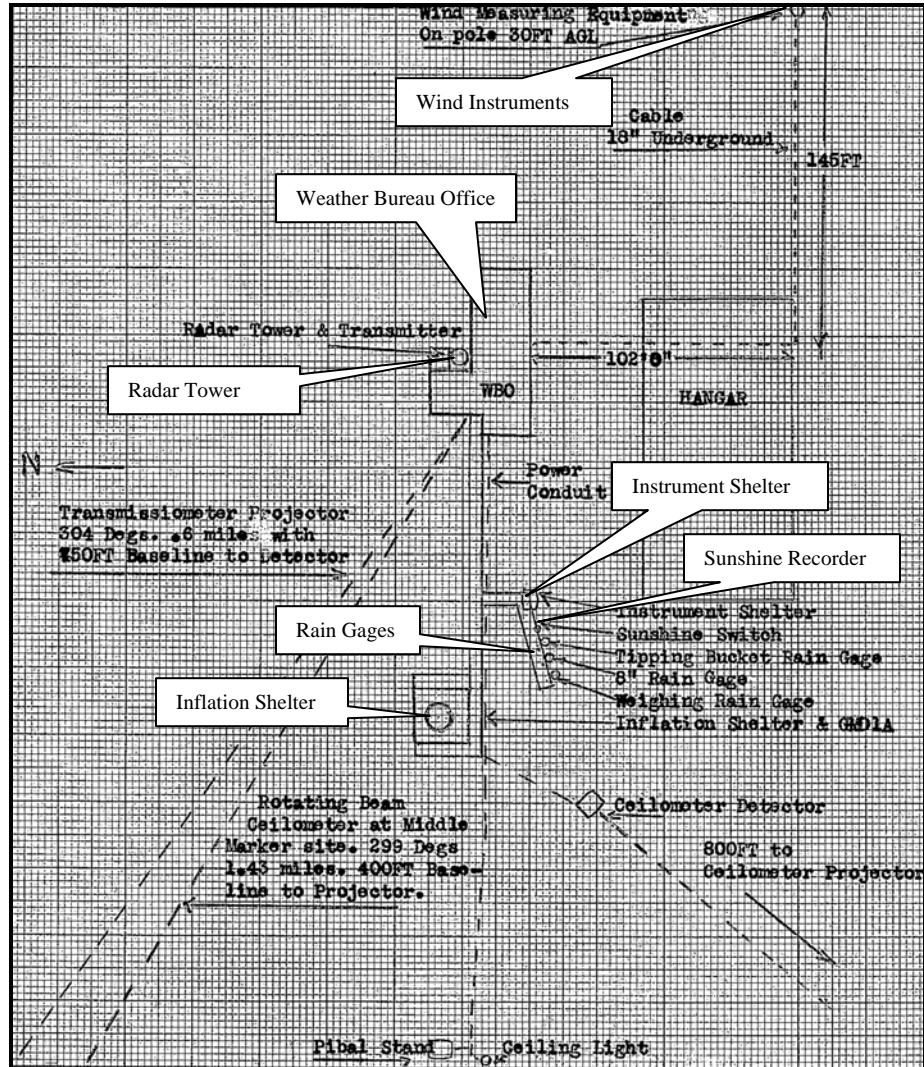 Wind Measuring Equipment
On pole 30FT AGL
Wind Instruments
Cable
18" Underground
145FT
Weather Bureau Office
Radar Tower & Transmitter
102'0"
Radar Tower
WBO
HANGAR
N
Power
Conduit
Instrument Shelter
Transmissiometer Projector
304 Degs. .6 miles with
50FT Baseline to Detector
Sunshine Recorder
Instrument Shelter
Sunshine Switch
Rain Gages
Tipping Bucket Rain Gage
8" Rain Gage
Weighing Rain Gage
Inflation Shelter
Inflation Shelter & GMD1A
Rotating Beam
Ceilometer at Middle
Marker site. 299 Degs
1.43 miles. 400FT Base-
line to Projector.
Ceilometer Detector
800FT to
Ceilometer Projector
Pibal Stand
Ceiling Light